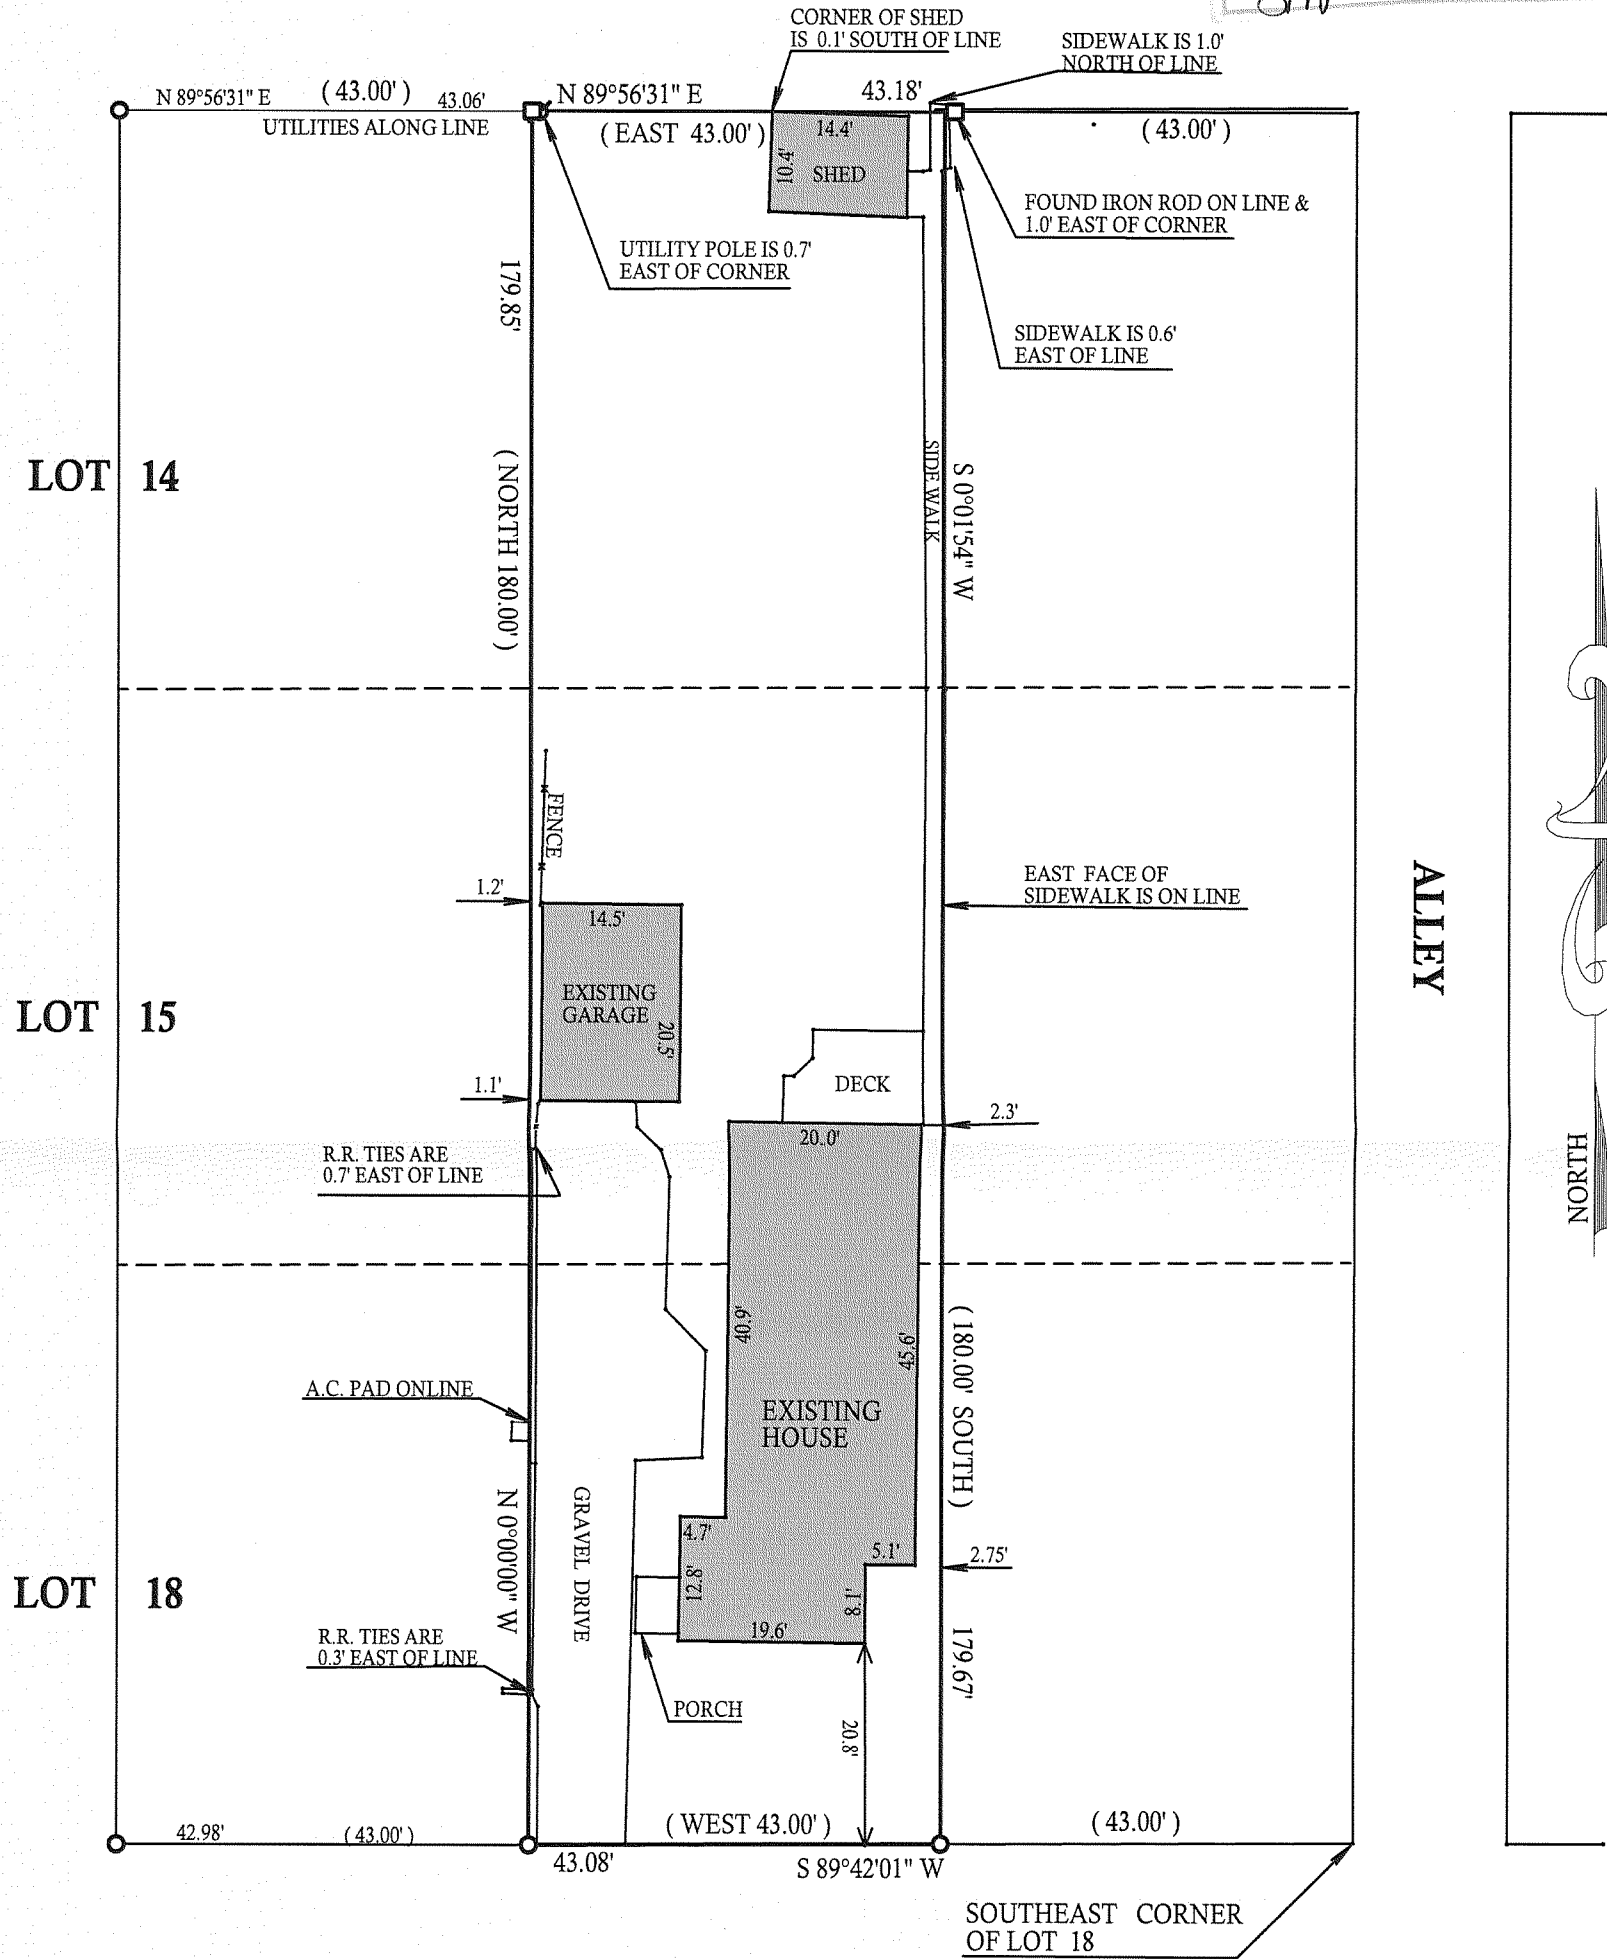 CORNER OF SHED
IS 0.1' SOUTH OF LINE
SIDEWALK IS 1.0'
NORTH OF LINE
N 89°56'31" E
( 43.00' )
43.06'
N 89°56'31" E
43.18'
UTILITIES ALONG LINE
( EAST 43.00' )
14.4'
10.4'
SHED
( 43.00' )
FOUND IRON ROD ON LINE &
1.0' EAST OF CORNER
UTILITY POLE IS 0.7'
EAST OF CORNER
179.85'
SIDEWALK IS 0.6'
EAST OF LINE
LOT 14
( NORTH 180.00' )
SIDE WALK
S 0°01'54" W
FENCE
1.2'
14.5'
EXISTING
GARAGE
20.5'
EAST FACE OF
SIDEWALK IS ON LINE
ALLEY
LOT 15
1.1'
DECK
2.3'
20.0'
R.R. TIES ARE
0.7' EAST OF LINE
NORTH
40.9'
45.6'
A.C. PAD ONLINE
EXISTING
HOUSE
( 180.00' SOUTH )
N 0°00'00" W
GRAVEL DRIVE
4.7'
5.1'
2.75'
LOT 18
12.8'
8.1'
19.6'
179.67'
R.R. TIES ARE
0.3' EAST OF LINE
PORCH
20.8'
42.98'
( 43.00' )
( WEST 43.00' )
( 43.00' )
43.08'
S 89°42'01" W
SOUTHEAST CORNER
OF LOT 18